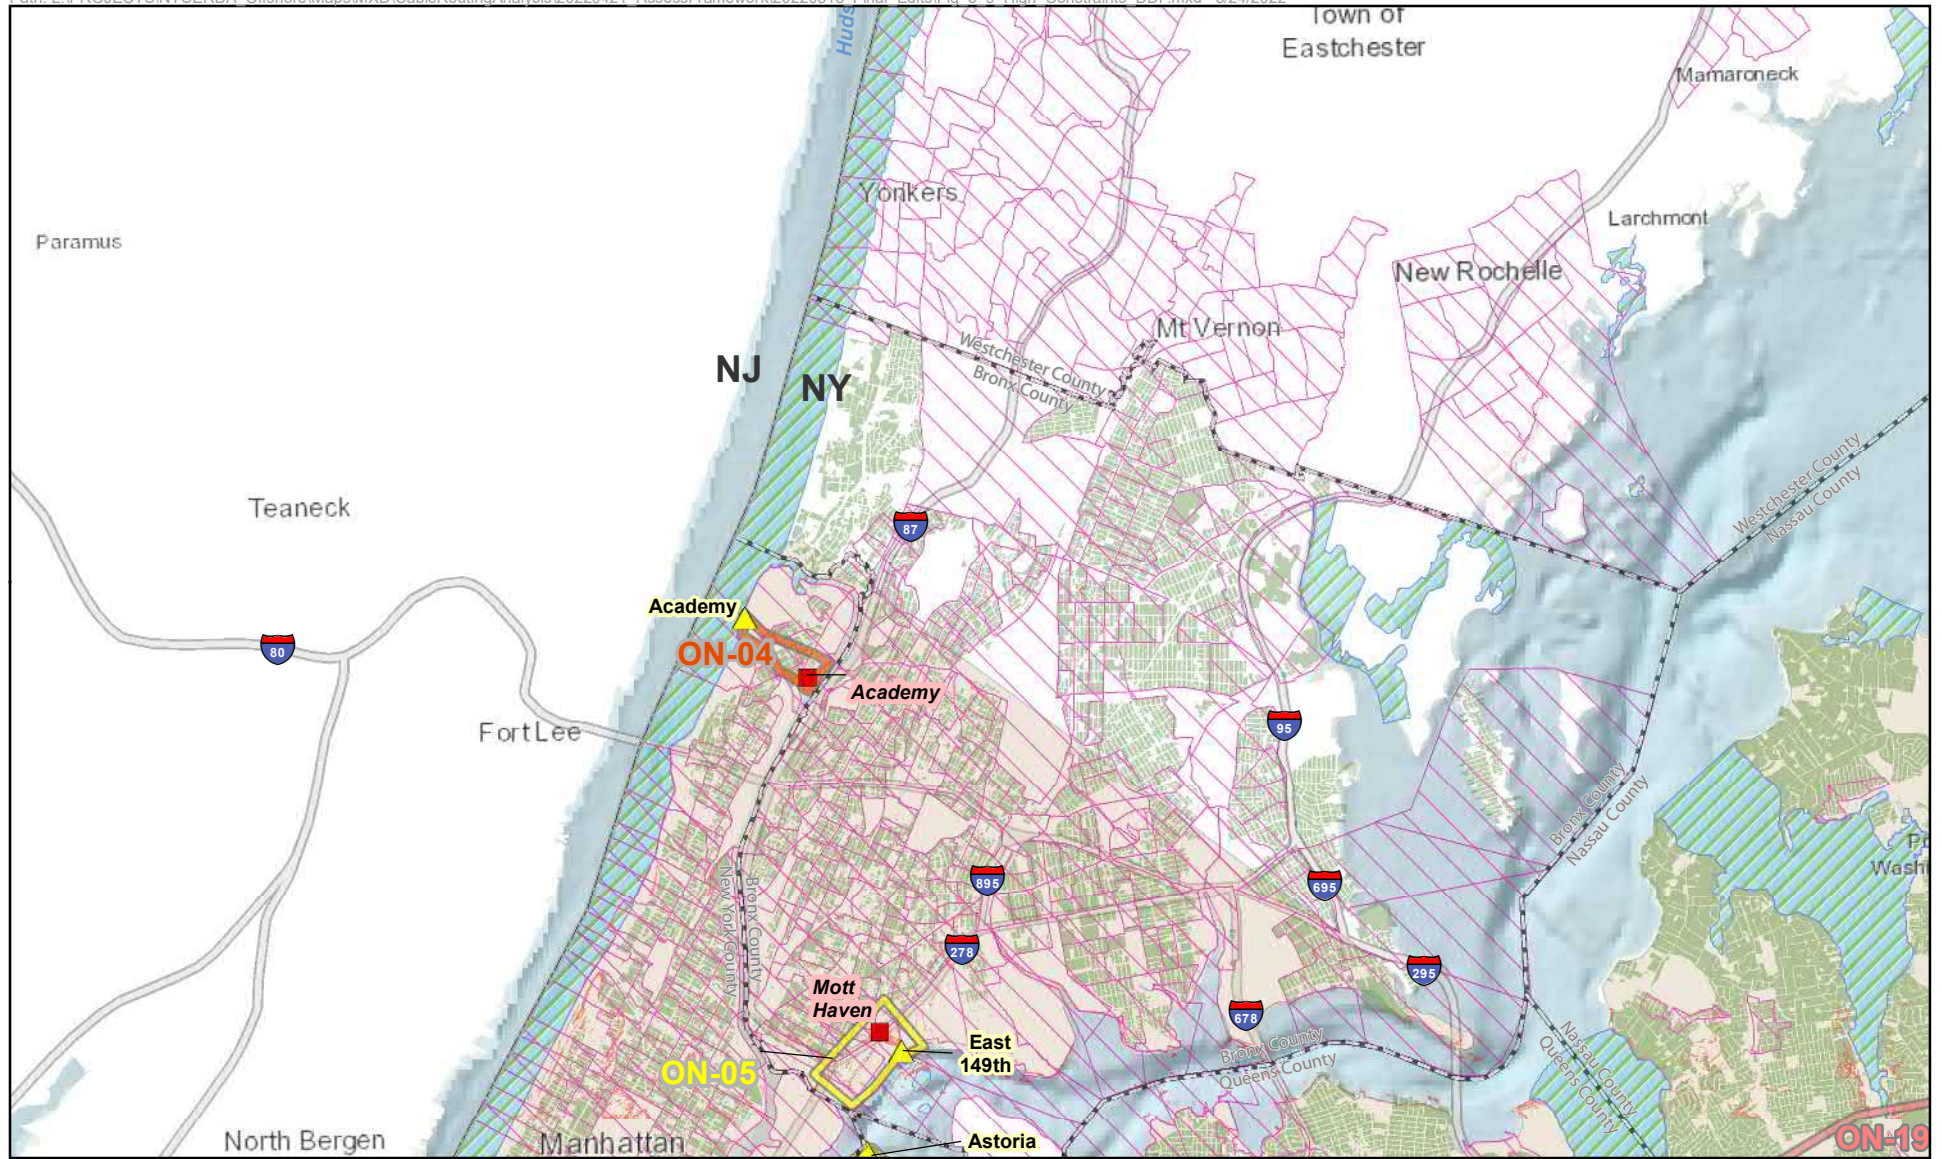 Town of
Eastchester
Huds
Mamaroneck
Yonkers
Paramus
Larchmont
New Rochelle
Mt Vernon
Westchester County
Bronx County
NJ
NY
Westchester County
Nassau County
Teaneck
87
Academy
80
ON-04
Academy
Fort Lee
95
Bronx County
Nassau County
Po
Washi
895
695
New York County
Bronx County
278
295
Mott
Haven
678
East
149th
Bronx County
Queens County
Nassau County
Queens County
ON-05
North Bergen
Manhattan
Astoria
ON-19